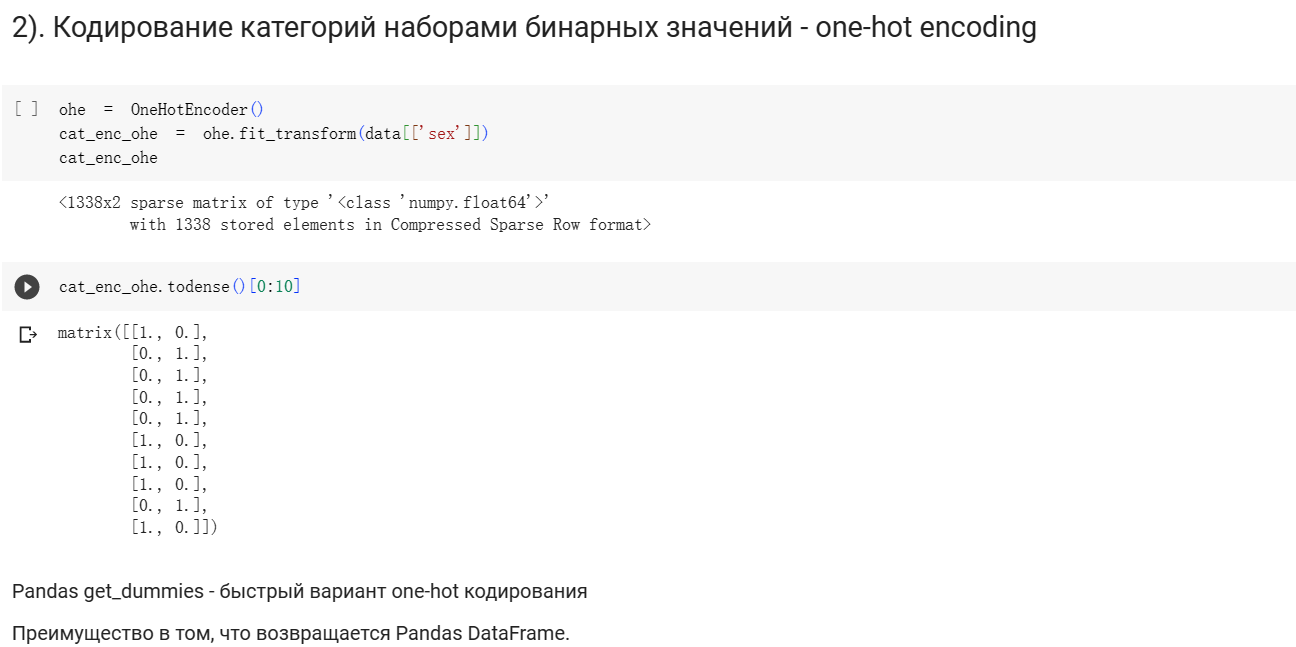 2). Кодирование категорий наборами бинарных значений - one-hot encoding
[ ] ohe = OneHotEncoder()
cat_enc_ohe = ohe.fit_transform(data[['sex']])
cat_enc_ohe
<1338x2 sparse matrix of type '<class 'numpy.float64'>'
with 1338 stored elements in Compressed Sparse Row format>
cat_enc_ohe.todense()[0:10]
matrix([[1., 0.],
[0., 1.],
[0., 1.],
[0., 1.],
[0., 1.],
[1., 0.],
[1., 0.],
[1., 0.],
[0., 1.],
[1., 0.]])
Pandas get_dummies - быстрый вариант one-hot кодирования
Преимущество в том, что возвращается Pandas DataFrame.